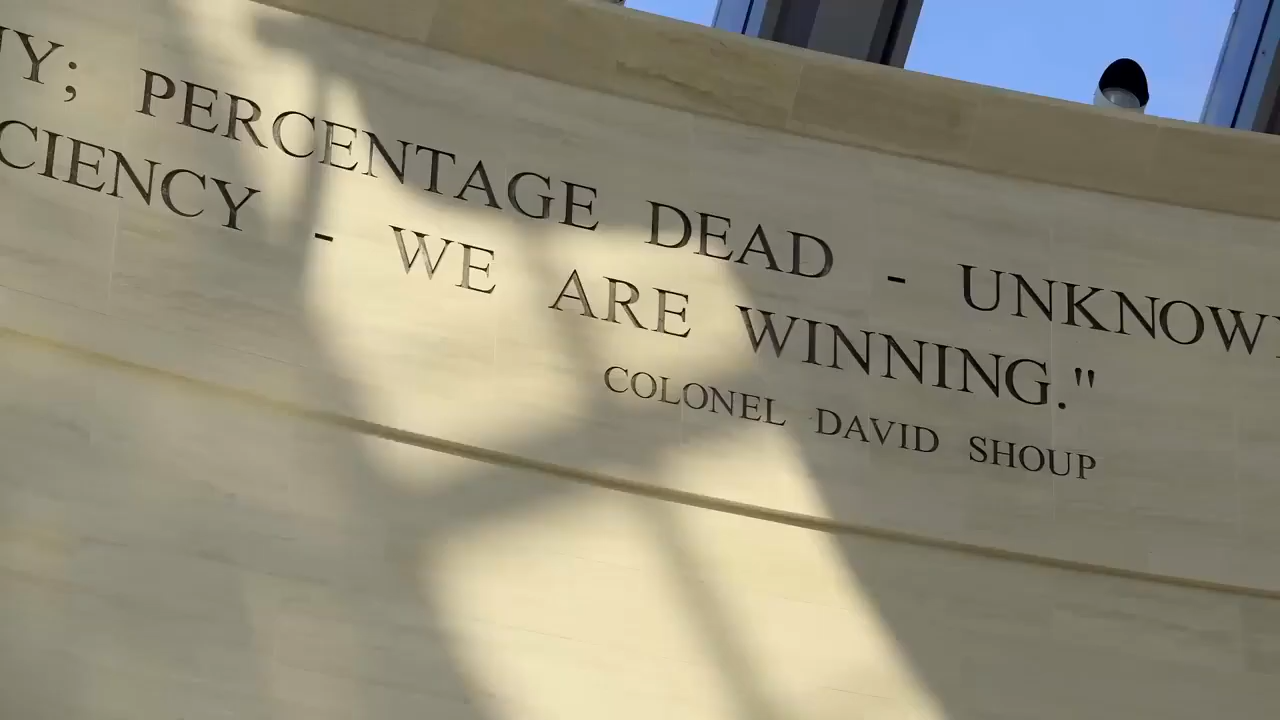 Y; PERCENTAGE DEAD - UNKNOW
CIENCY - WE ARE WINNING."
COLONEL DAVID SHOUP